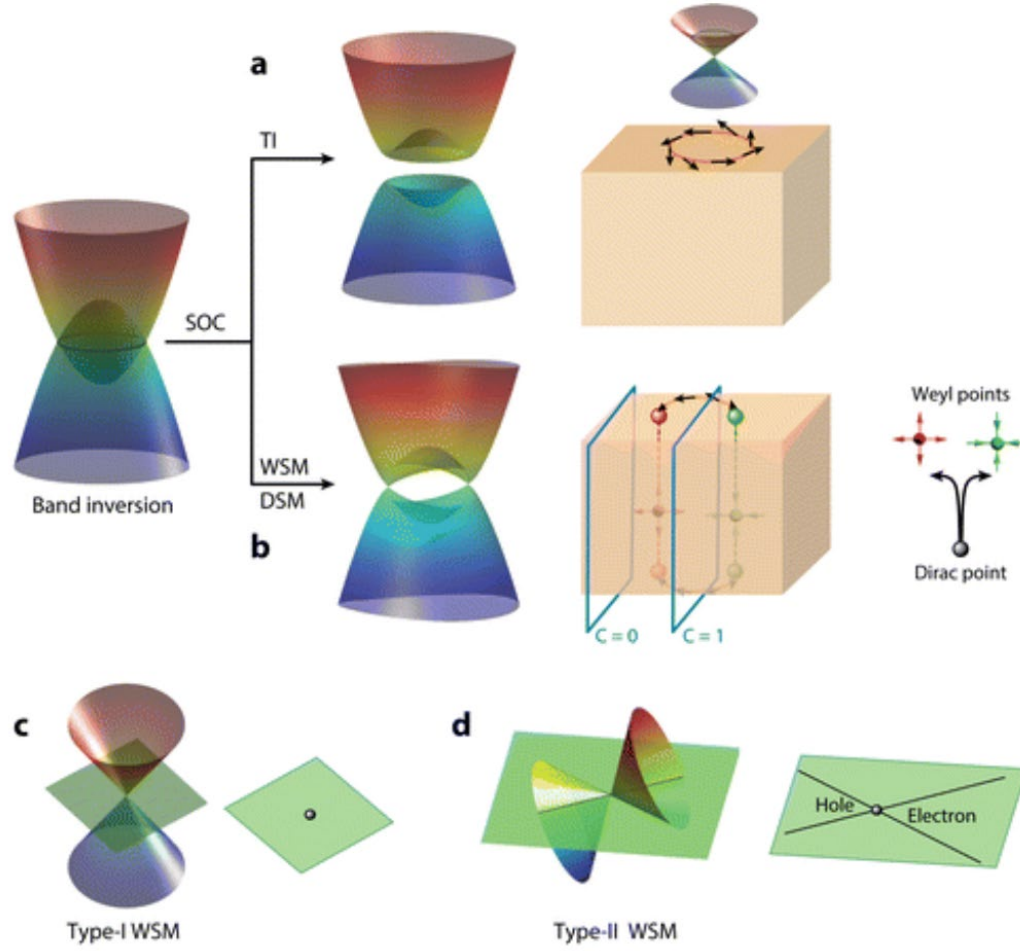 a
TI
SOC
Band inversion
WSM
DSM
b
C = 0
C = 1
Weyl points
Dirac point
c
Type-I WSM
d
Hole
Electron
Type-II WSM